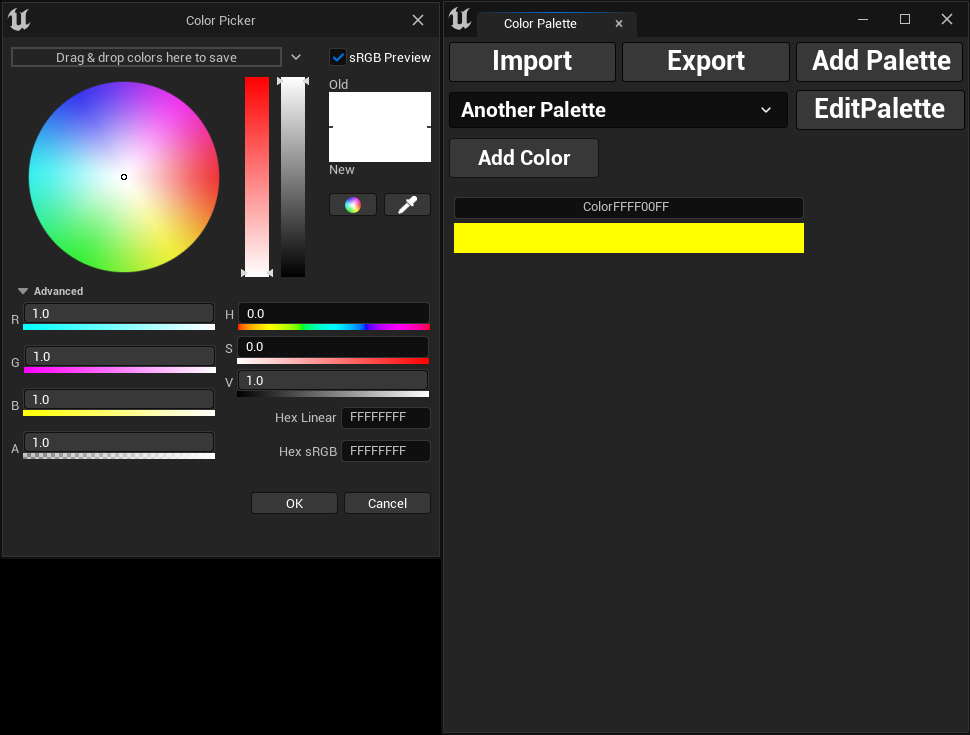 Color Picker
Drag & drop colors here to save
sRGB Preview
Old
New
Advanced
R 1.0
G 1.0
B 1.0
A 1.0
H 0.0
S 0.0
V 1.0
Hex Linear FFFFFFFF
Hex sRGB FFFFFFFF
OK Cancel
Color Palette
Import Export Add Palette
Another Palette EditPalette
Add Color
ColorFFFF00FF